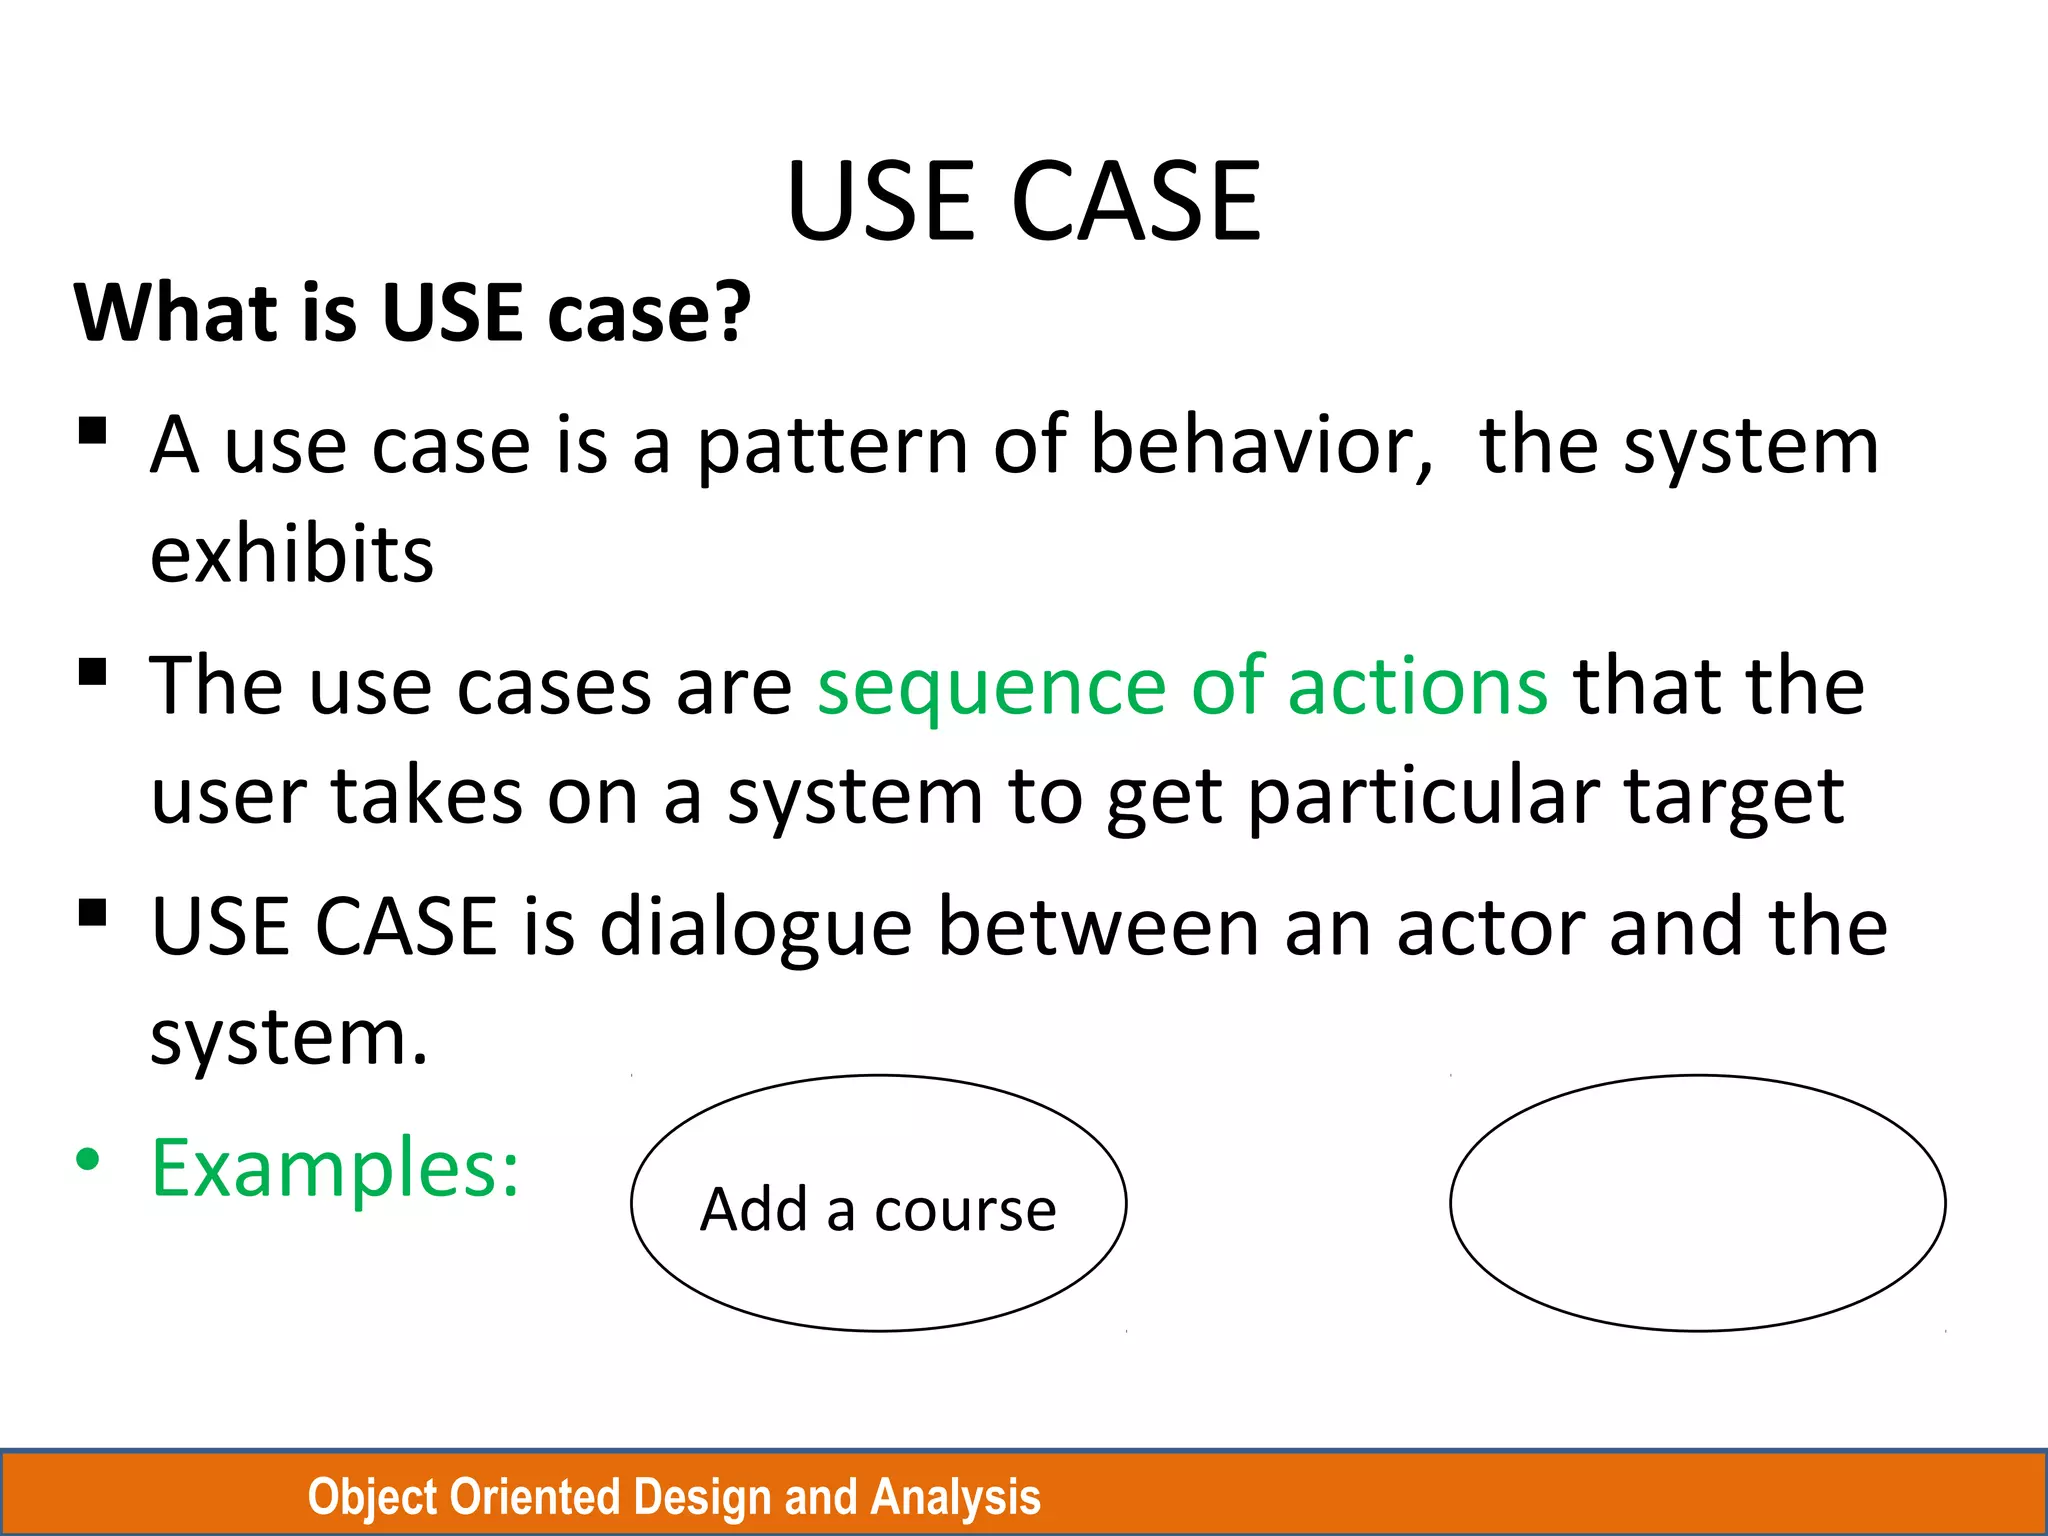 USE CASE
What is USE case?
▪ A use case is a pattern of behavior,  the system
exhibits
▪ The use cases are sequence of actions that the
user takes on a system to get particular target
▪ USE CASE is dialogue between an actor and the
system.
• Examples:
Add a course
Object Oriented Design and Analysis